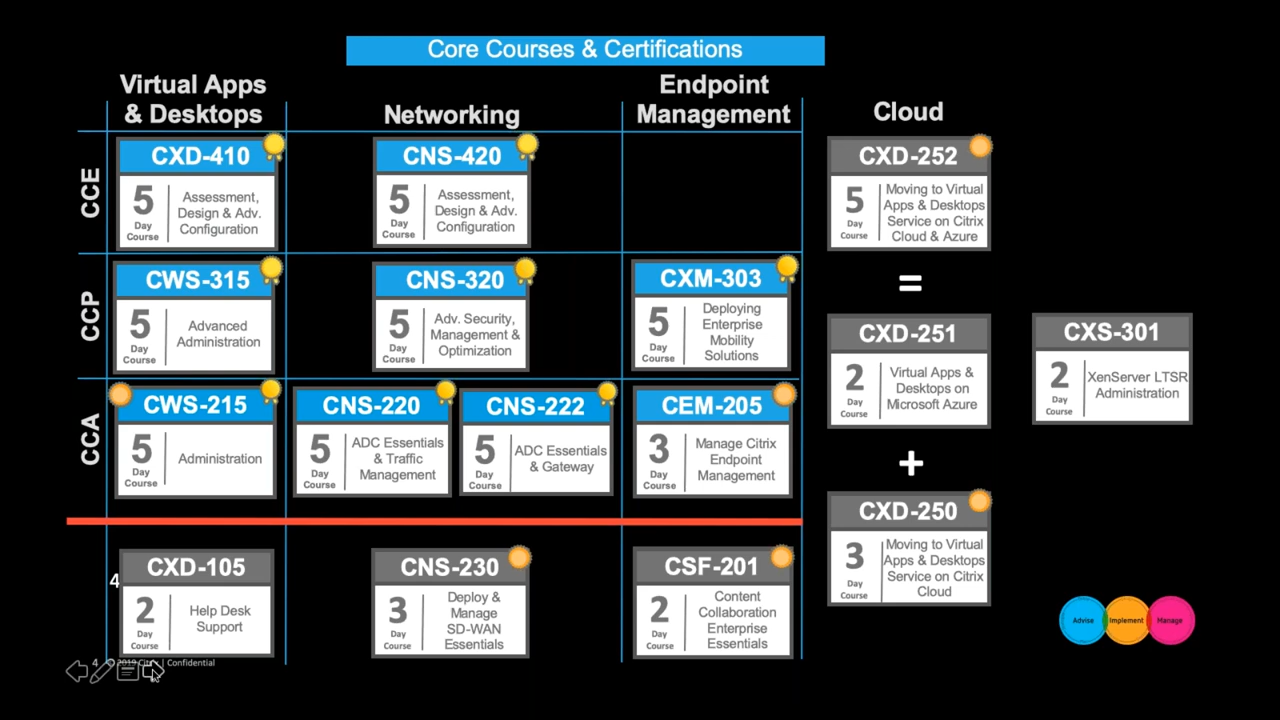 Core Courses & Certifications
Virtual Apps
& Desktops
Networking
Endpoint
Management
Cloud
CCE
CXD-410
5
Day
Course
Assessment,
Design & Adv.
Configuration
CNS-420
5
Day
Course
Assessment,
Design & Adv.
Configuration
CXD-252
5
Day
Course
Moving to Virtual
Apps & Desktops
Service on Citrix
Cloud & Azure
=
CCP
CWS-315
5
Day
Course
Advanced
Administration
CNS-320
5
Day
Course
Adv. Security,
Management &
Optimization
CXM-303
5
Day
Course
Deploying
Enterprise
Mobility
Solutions
CXD-251
2
Day
Course
Virtual Apps &
Desktops on
Microsoft Azure
CXS-301
2
Day
Course
XenServer LTSR
Administration
CCA
CWS-215
5
Day
Course
Administration
CNS-220
5
Day
Course
ADC Essentials
& Traffic
Management
CNS-222
5
Day
Course
ADC Essentials
& Gateway
CEM-205
3
Day
Course
Manage Citrix
Endpoint
Management
+
CXD-250
3
Day
Course
Moving to Virtual
Apps & Desktops
Service on Citrix
Cloud
4
CXD-105
2
Day
Course
Help Desk
Support
CNS-230
3
Day
Course
Deploy &
Manage
SD-WAN
Essentials
CSF-201
2
Day
Course
Content
Collaboration
Enterprise
Essentials
Advise
Implement
Manage
4 © 2019 Citrix | Confidential